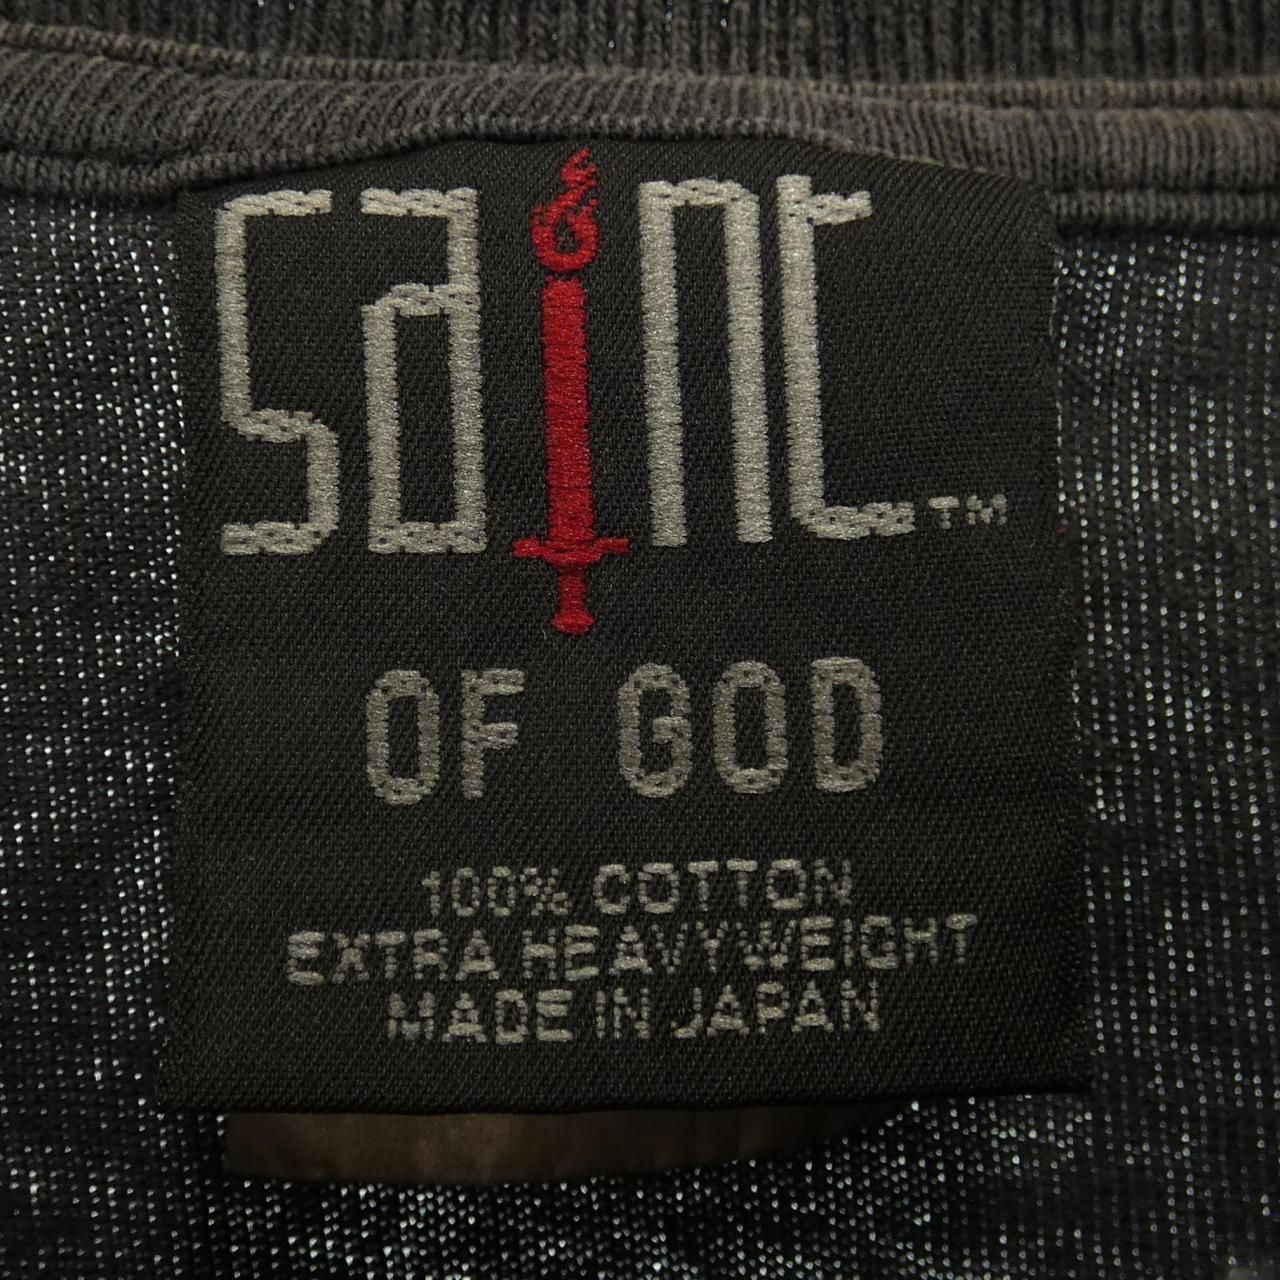 SaINt™
OF GOD
100% COTTON
EXTRA HEAVYWEIGHT
MADE IN JAPAN